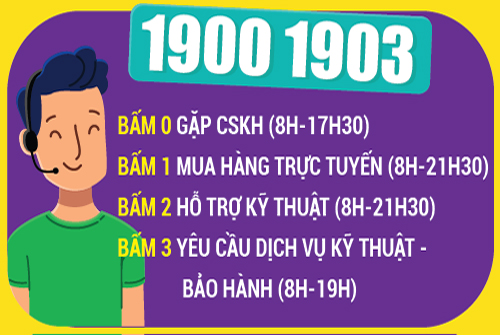 1900 1903
BẤM 0 GẶP CSKH (8H-17H30)
BẤM 1 MUA HÀNG TRỰC TUYẾN (8H-21H30)
BẤM 2 HỖ TRỢ KỸ THUẬT (8H-21H30)
BẤM 3 YÊU CẦU DỊCH VỤ KỸ THUẬT -
BẢO HÀNH (8H-19H)